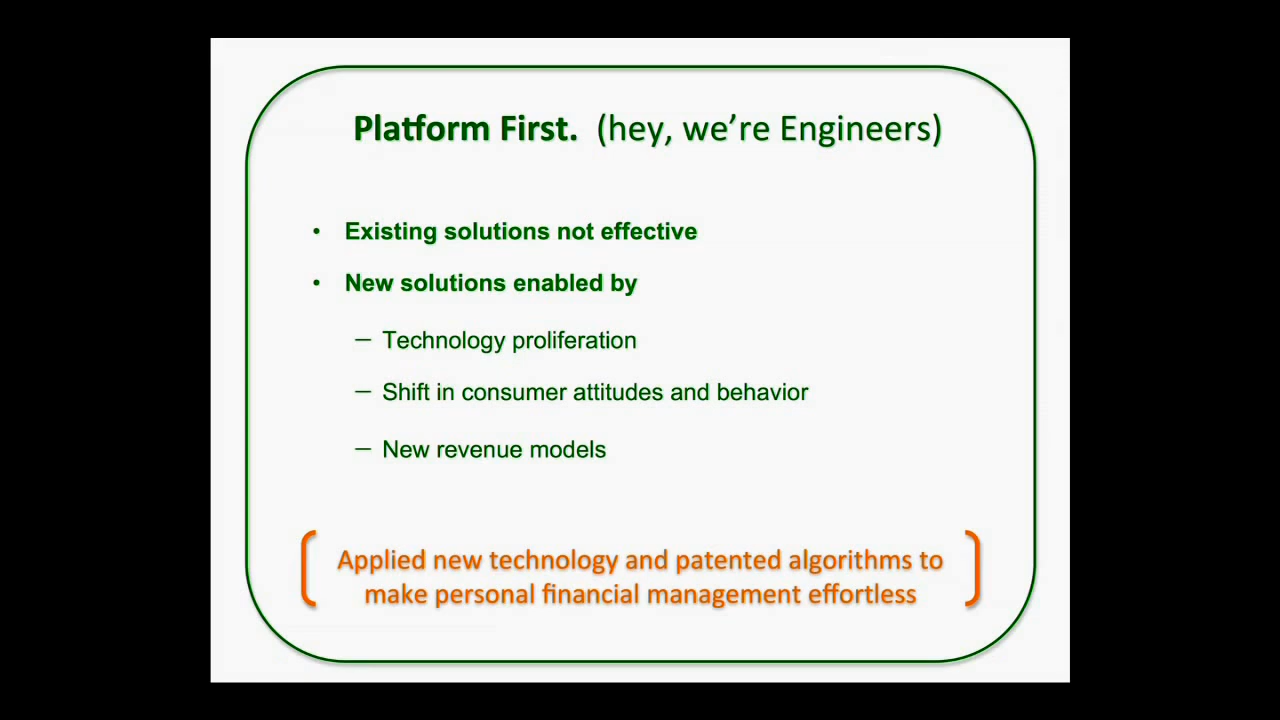 Platform First. (hey, we're Engineers)
• Existing solutions not effective
• New solutions enabled by
– Technology proliferation
– Shift in consumer attitudes and behavior
– New revenue models
Applied new technology and patented algorithms to
make personal financial management effortless